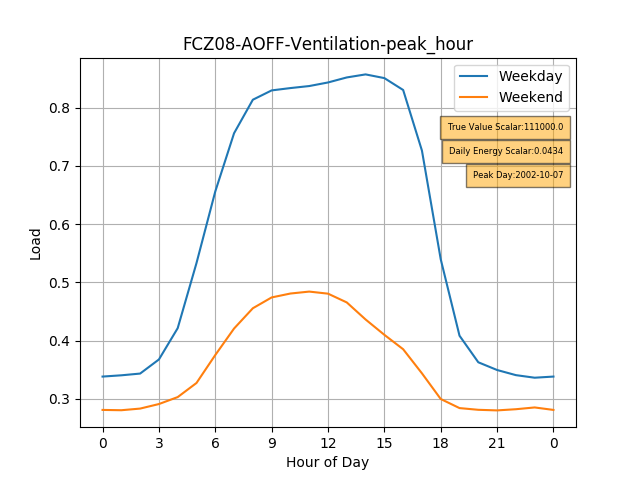 FCZ08-AOFF-Ventilation-peak_hour
Weekday
Weekend
True Value Scalar:111000.0
Daily Energy Scalar:0.0434
Peak Day:2002-10-07
Load
0.8
0.7
0.6
0.5
0.4
0.3
0 3 6 9 12 15 18 21 0
Hour of Day